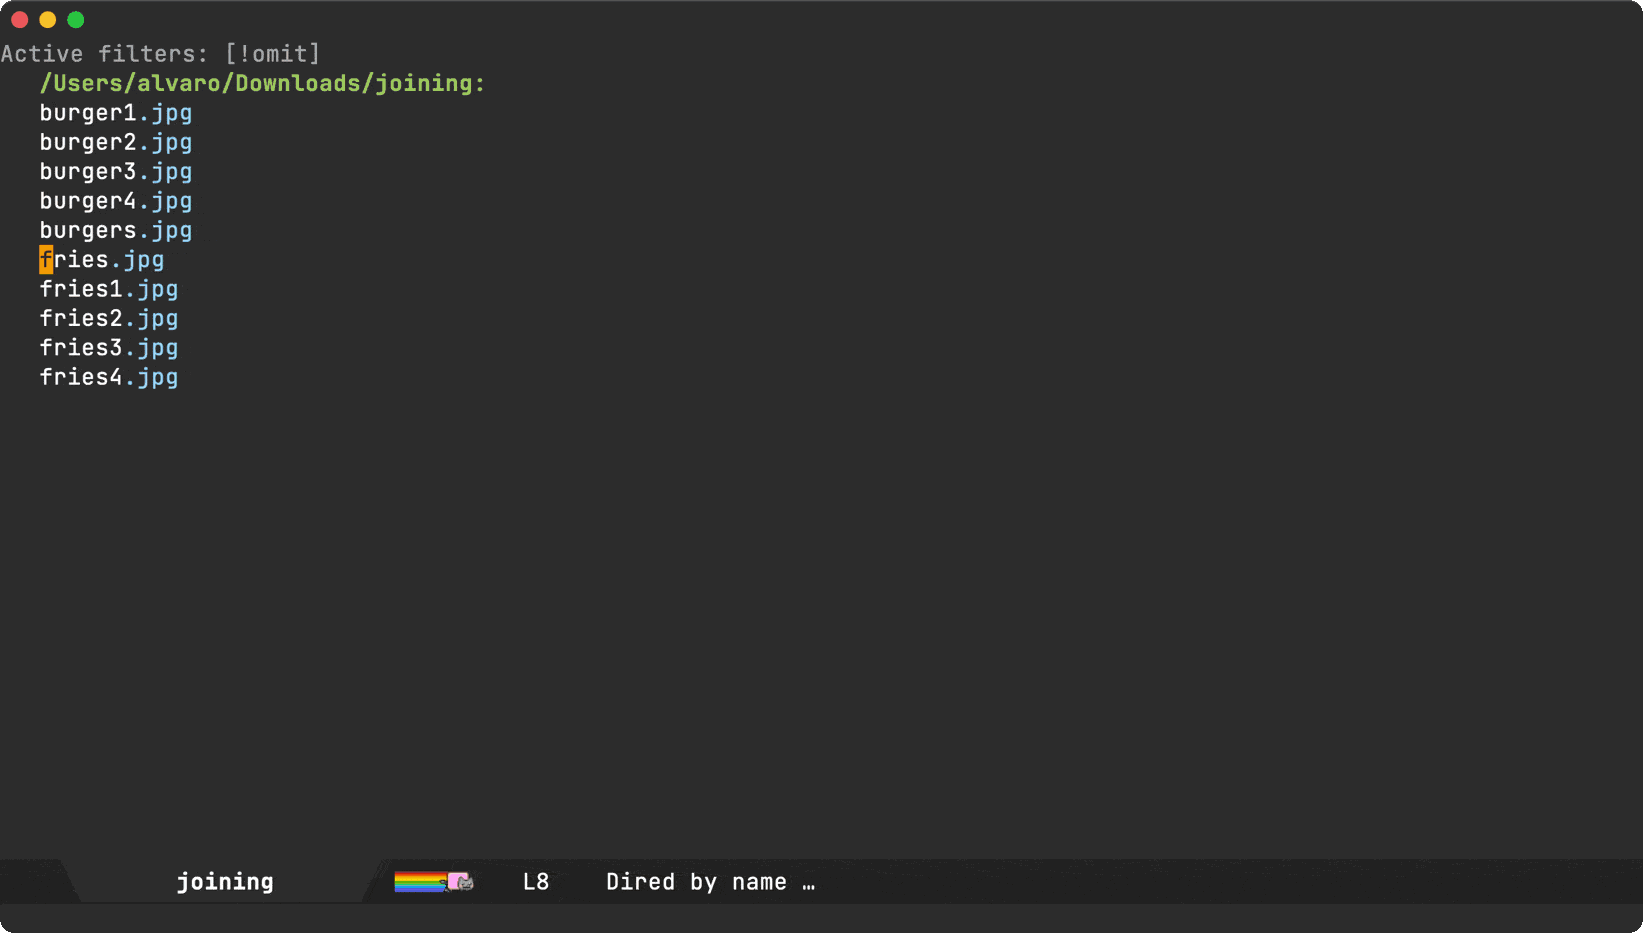 Active filters: [!omit]
/Users/alvaro/Downloads/joining:
burger1.jpg
burger2.jpg
burger3.jpg
burger4.jpg
burgers.jpg
fries.jpg
fries1.jpg
fries2.jpg
fries3.jpg
fries4.jpg
joining L8 Dired by name …